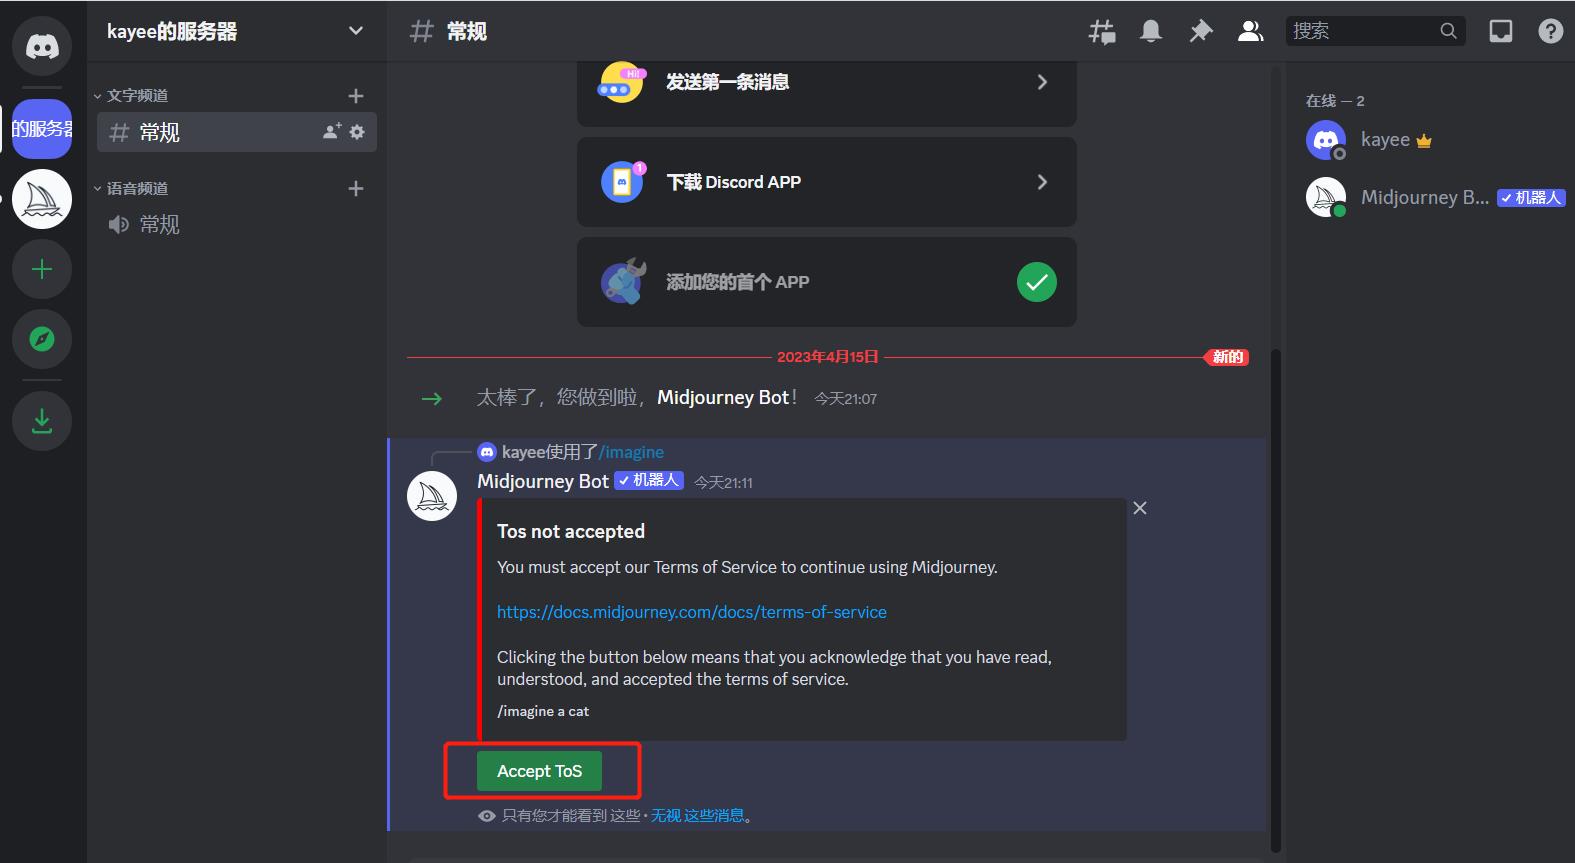 kayee的服务器
的服务器
文字频道
常规
语音频道
常规
常规
搜索
Hi!
发送第一条消息
1
下载 Discord APP
添加您的首个 APP
2023年4月15日
新的
太棒了，您做到啦，Midjourney Bot！ 今天21:07
kayee使用了/imagine
Midjourney Bot ✓ 机器人 今天21:11
Tos not accepted
You must accept our Terms of Service to continue using Midjourney.
https://docs.midjourney.com/docs/terms-of-service
Clicking the button below means that you acknowledge that you have read,
understood, and accepted the terms of service.
/imagine a cat
Accept ToS
只有您才能看到 这些 • 无视 这些消息。
在线 — 2
kayee
Midjourney B... ✓ 机器人